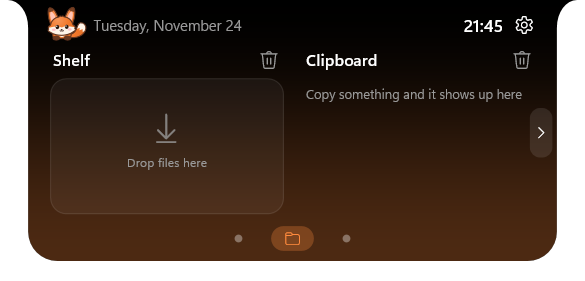 Tuesday, November 24
21:45
Shelf
Clipboard
Copy something and it shows up here
Drop files here